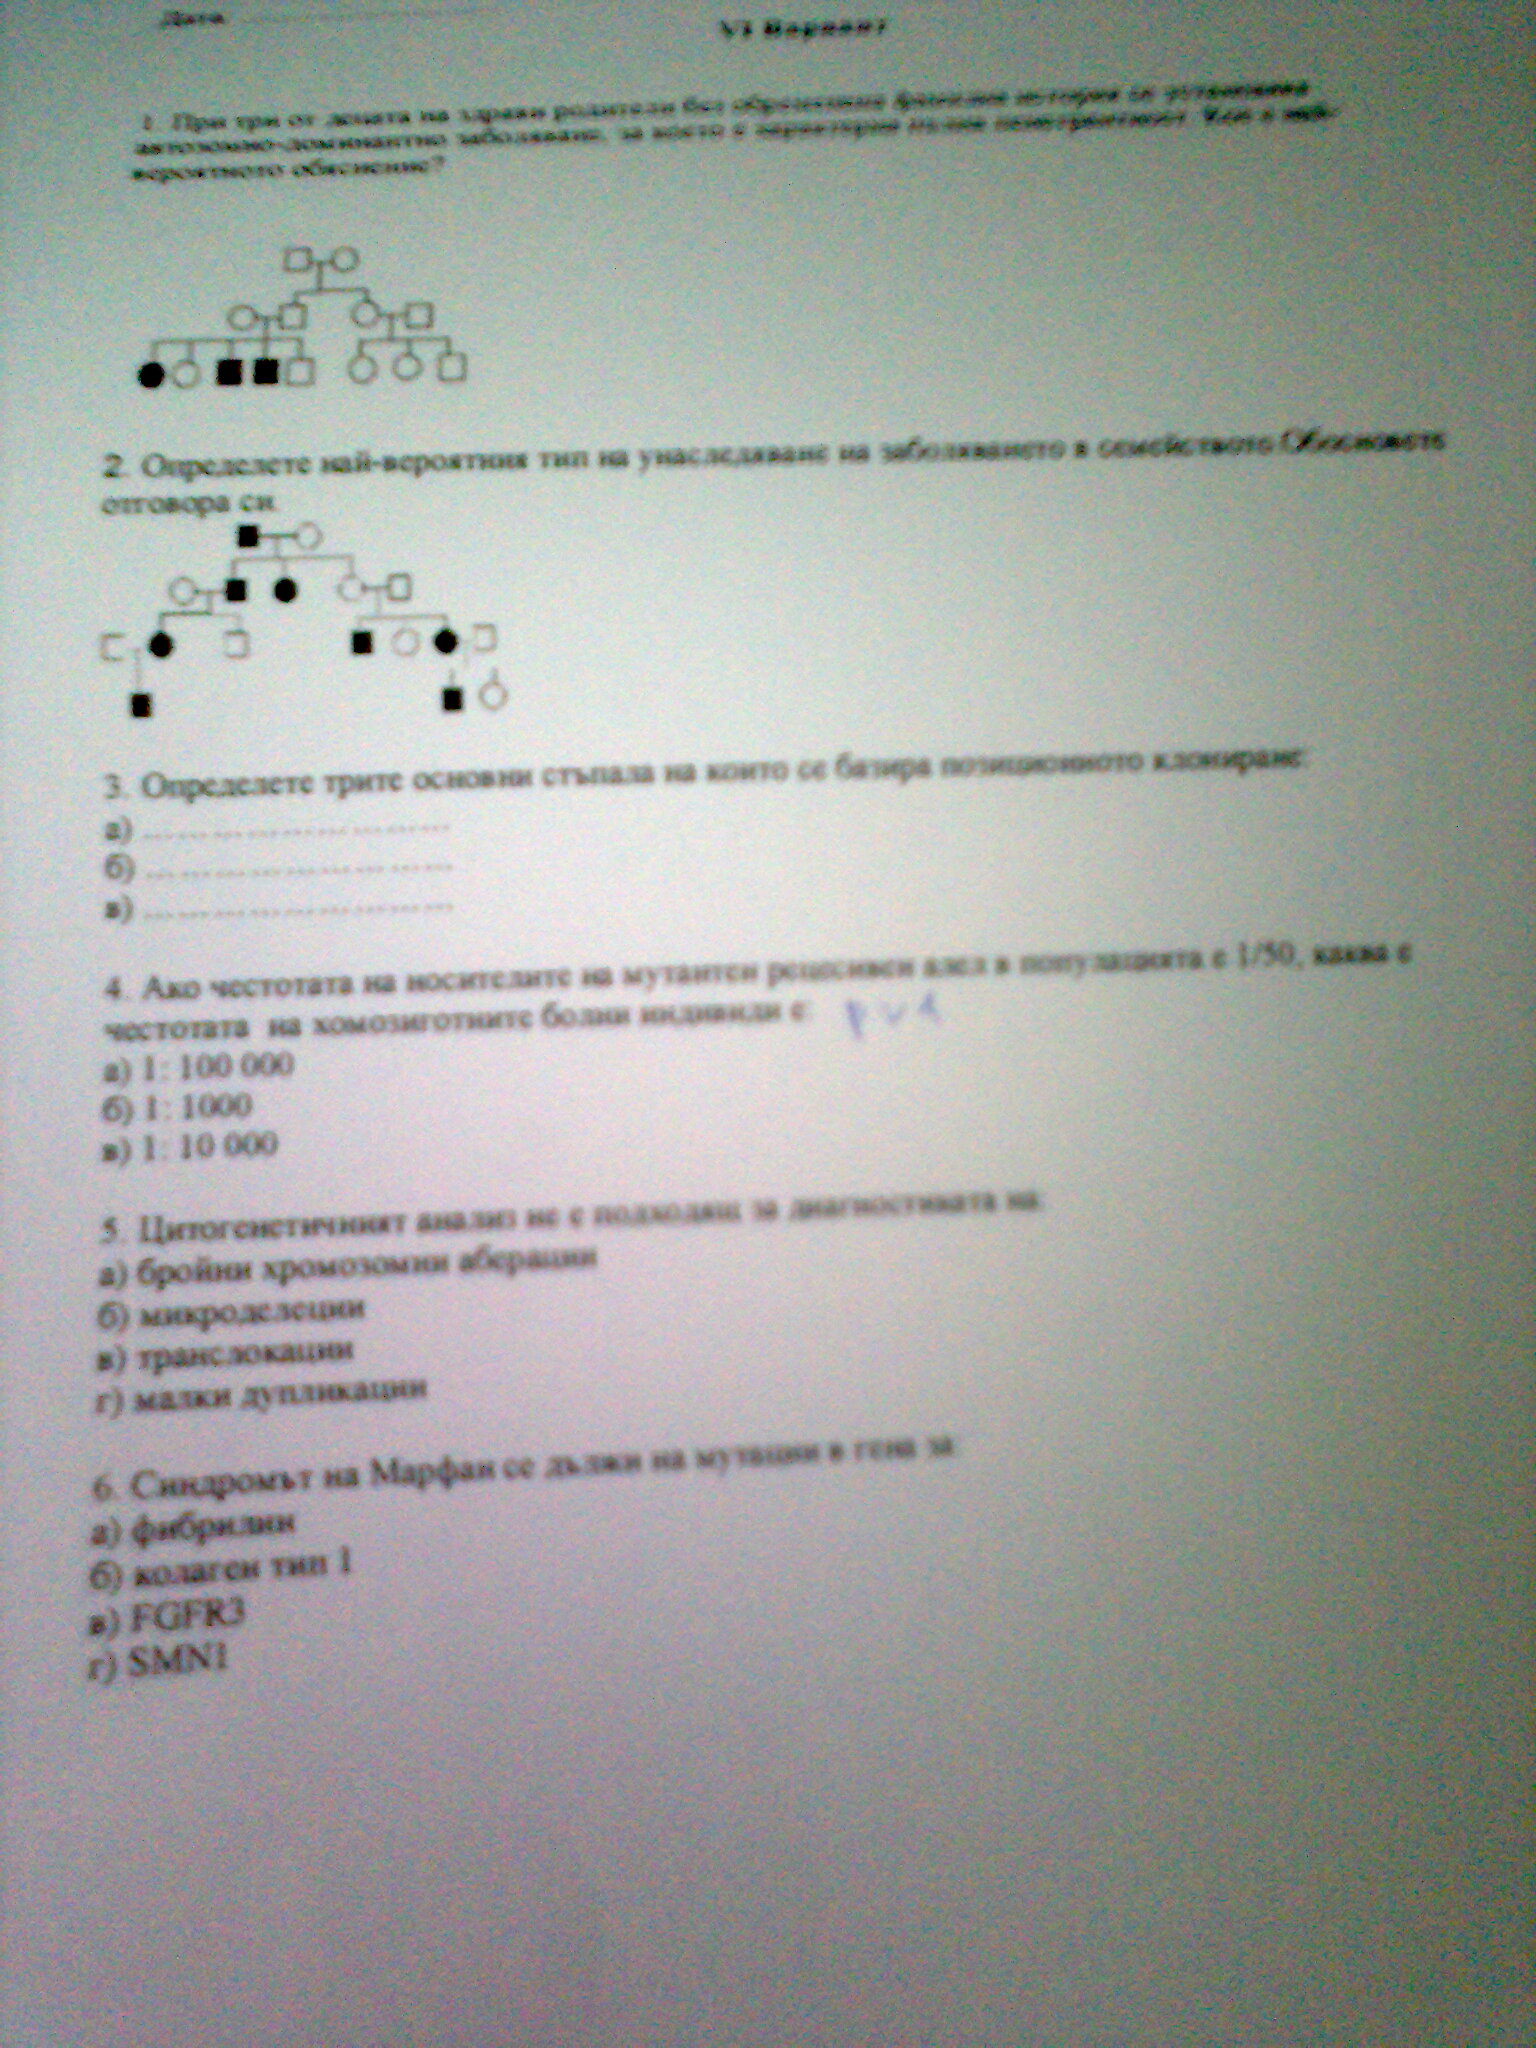 Дата
VI Вариант
1. При три от децата на здрави родители без обременена фамилна история се установява
автозомно-доминантно заболяване, за което е характерна пълна пенетрантност. Кое е най-
вероятното обяснение?
2. Определете най-вероятния тип на унаследяване на заболяването в семейството. Обосновете
отговора си.
3. Определете трите основни стъпала на които се базира позиционното клониране:
а) ................................
б) ................................
в) ................................
4. Ако честотата на носителите на мутантен рецесивен алел в популацията е 1/50, каква е
честотата на хомозиготните болни индивиди е:
а) 1: 100 000
б) 1: 1000
в) 1: 10 000
5. Цитогенетичният анализ не е подходящ за диагностиката на:
а) бройни хромозомни аберации
б) микроделеции
в) транслокации
г) малки дупликации
6. Синдромът на Марфан се дължи на мутации в гена за:
а) фибрилин
б) колаген тип 1
в) FGFR3
г) SMN1